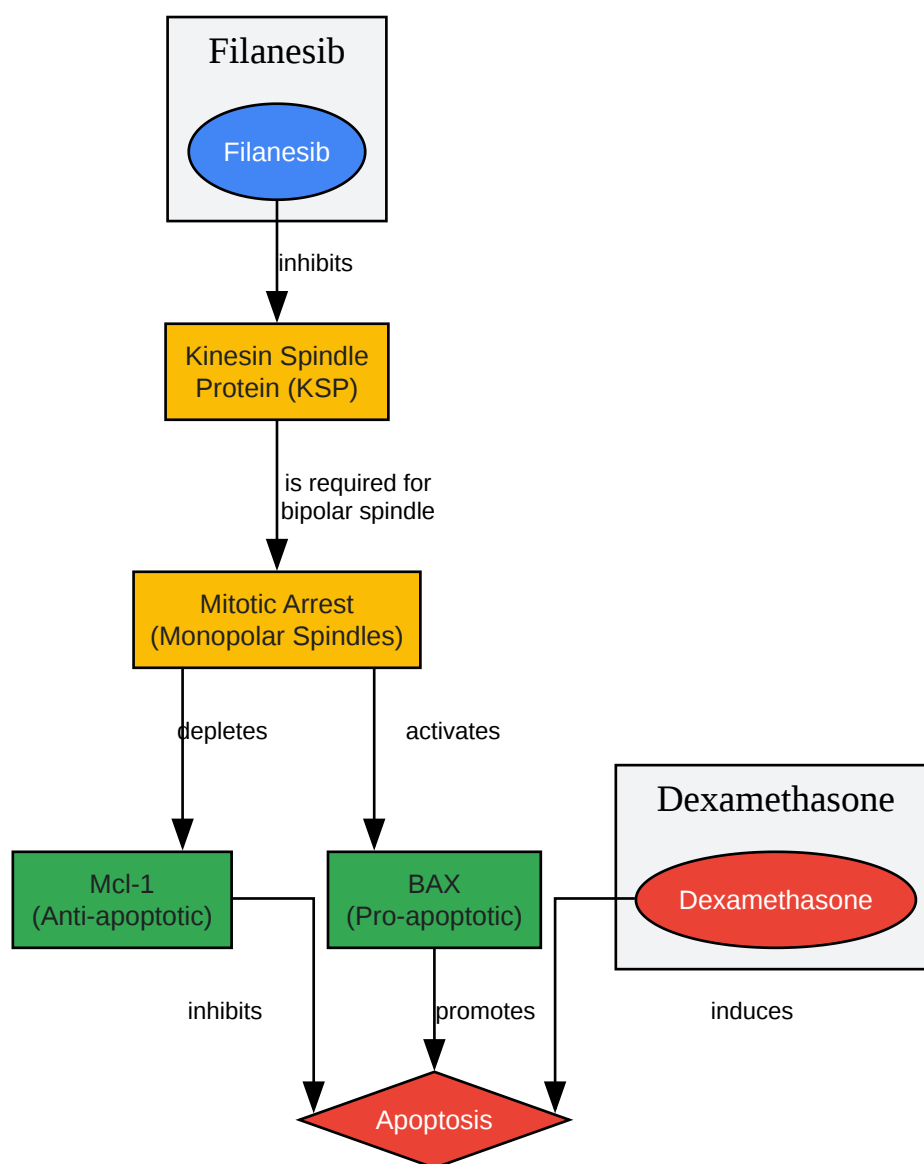 Filanesib
Filanesib
inhibits
Kinesin Spindle
Protein (KSP)
is required for
bipolar spindle
Mitotic Arrest
(Monopolar Spindles)
depletes
activates
Dexamethasone
Mcl-1
(Anti-apoptotic)
BAX
(Pro-apoptotic)
Dexamethasone
inhibits
promotes
induces
Apoptosis